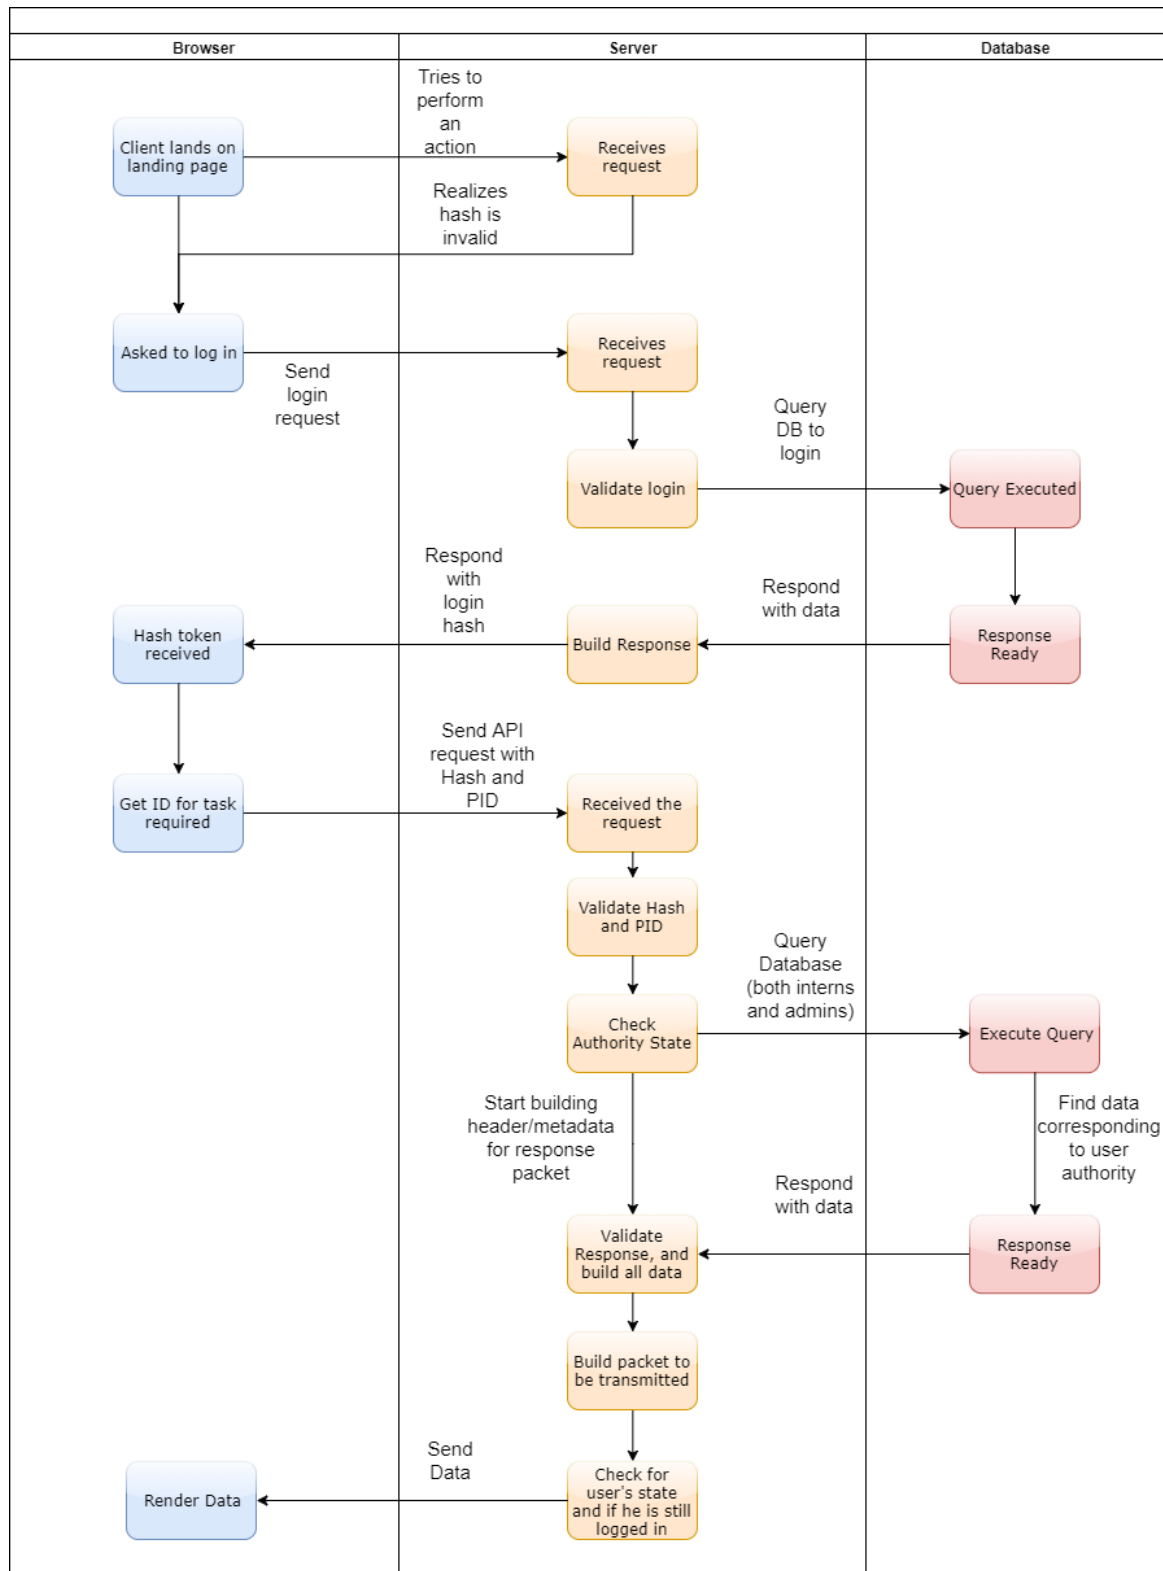 Browser
Server
Database
Tries to
perform
an
action
Client lands on
landing page
Receives
request
Realizes
hash is
invalid
Asked to log in
Send
login
request
Receives
request
Query
DB to
login
Validate login
Query Executed
Respond
with
login
hash
Respond
with data
Hash token
received
Build Response
Response
Ready
Send API
request with
Hash and
PID
Get ID for task
required
Received the
request
Validate Hash
and PID
Query
Database
(both interns
and admins)
Check
Authority State
Execute Query
Start building
header/metadata
for response
packet
Find data
corresponding
to user
authority
Respond
with data
Validate
Response, and
build all data
Response
Ready
Build packet to
be transmitted
Send
Data
Render Data
Check for
user's state
and if he is still
logged in